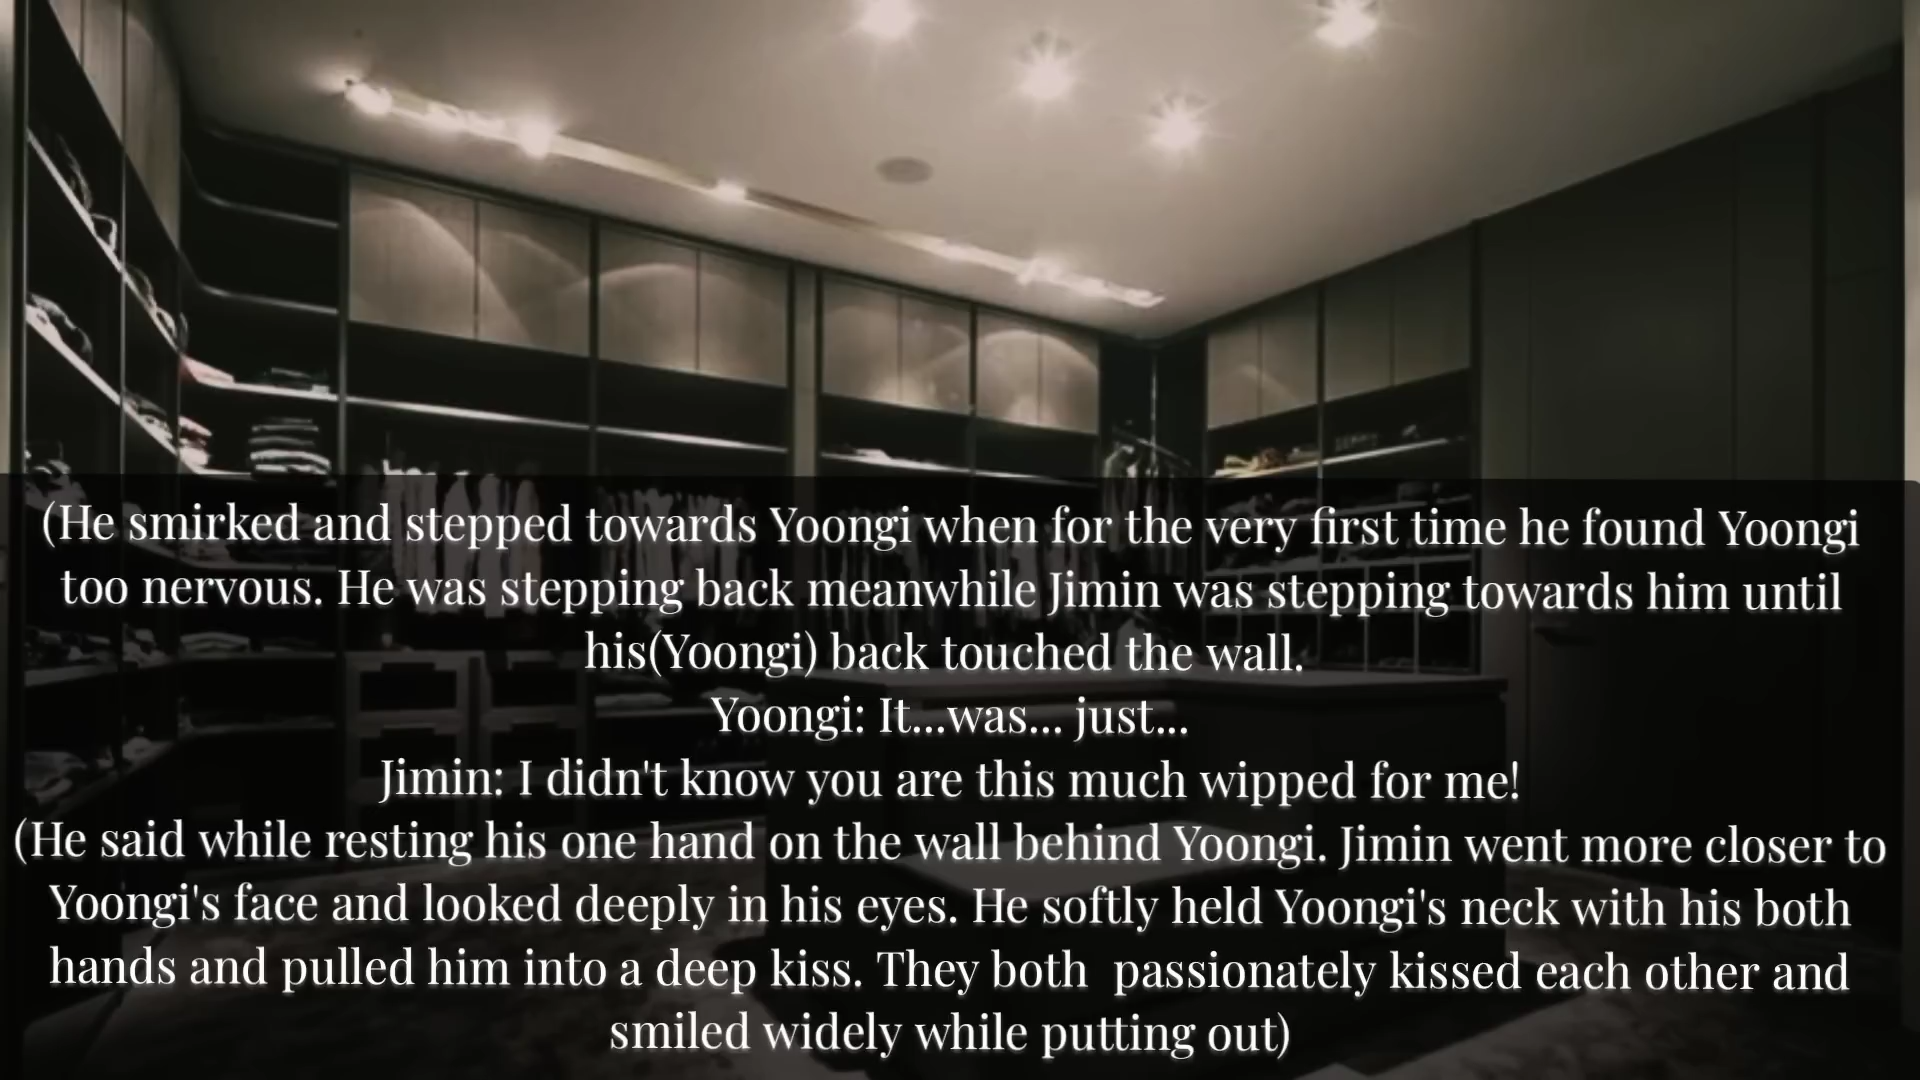 (He smirked and stepped towards Yoongi when for the very first time he found Yoongi
too nervous. He was stepping back meanwhile Jimin was stepping towards him until
his(Yoongi) back touched the wall.
Yoongi: It...was... just...
Jimin: I didn't know you are this much wipped for me!
(He said while resting his one hand on the wall behind Yoongi. Jimin went more closer to
Yoongi's face and looked deeply in his eyes. He softly held Yoongi's neck with his both
hands and pulled him into a deep kiss. They both  passionately kissed each other and
smiled widely while putting out)